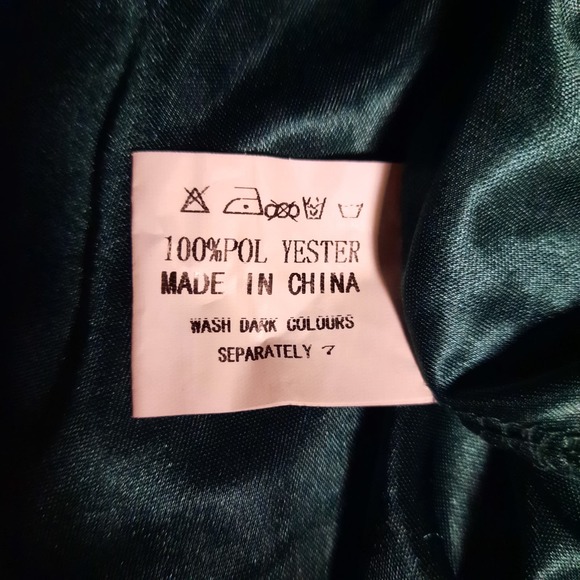 100%POL YESTER
MADE IN CHINA
WASH DARK COLOURS
SEPARATELY 7